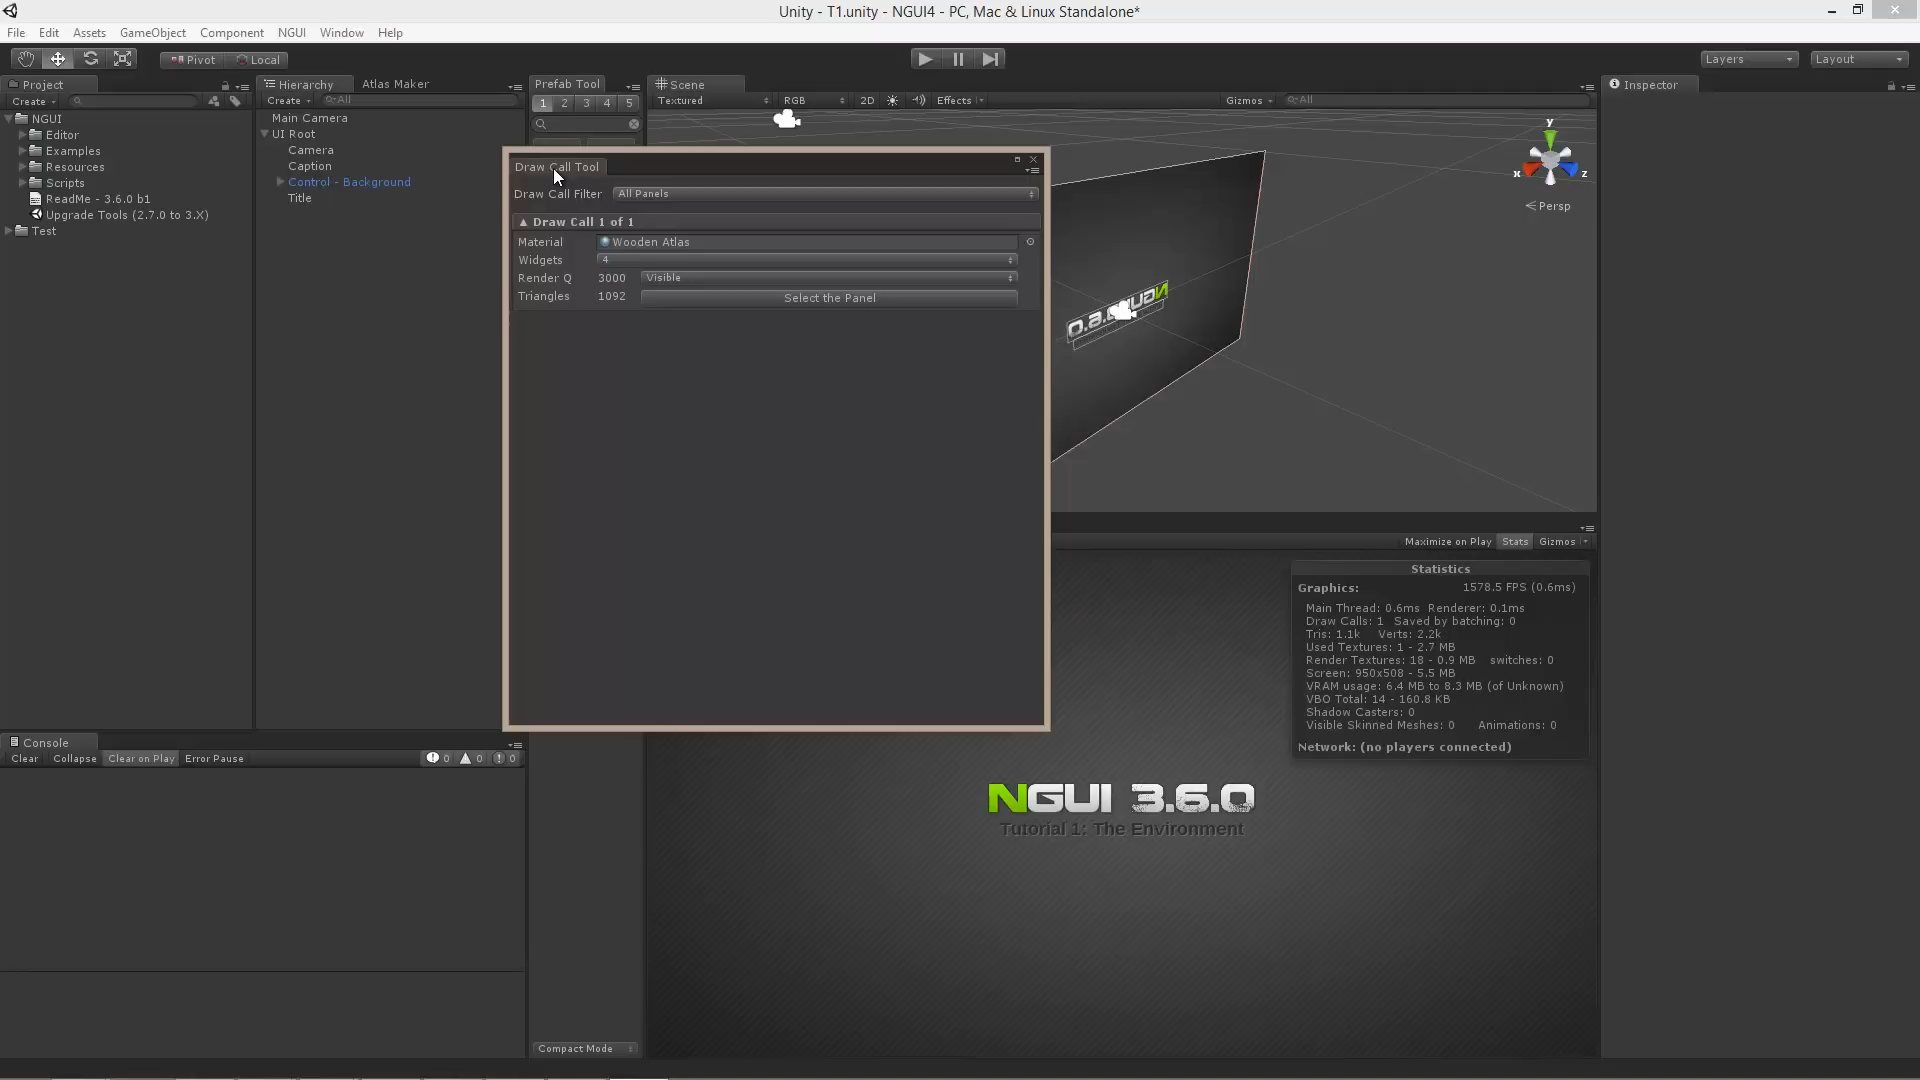 Unity - T1.unity - NGUI4 - PC, Mac & Linux Standalone*
File Edit Assets GameObject Component NGUI Window Help
Pivot Local Layers Layout
Project
Create
NGUI
Editor
Examples
Resources
Scripts
ReadMe - 3.6.0 b1
Upgrade Tools (2.7.0 to 3.X)
Test
Hierarchy Atlas Maker
Create All
Main Camera
UI Root
Camera
Caption
Control - Background
Title
Prefab Tool
1 2 3 4 5
Scene
Textured RGB 2D Effects Gizmos All
y
x z
Persp
NGUI
Inspector
Draw Call Tool
Draw Call Filter All Panels
Draw Call 1 of 1
Material Wooden Atlas
Widgets 4
Render Q 3000 Visible
Triangles 1092 Select the Panel
Maximize on Play Stats Gizmos
Statistics
Graphics: 1578.5 FPS (0.6ms)
Main Thread: 0.6ms Renderer: 0.1ms
Draw Calls: 1 Saved by batching: 0
Tris: 1.1k Verts: 2.2k
Used Textures: 1 - 2.7 MB
Render Textures: 18 - 0.9 MB switches: 0
Screen: 950x508 - 5.5 MB
VRAM usage: 6.4 MB to 8.3 MB (of Unknown)
VBO Total: 14 - 160.8 KB
Shadow Casters: 0
Visible Skinned Meshes: 0 Animations: 0
Network: (no players connected)
NGUI 3.6.0
Tutorial 1: The Environment
Console
Clear Collapse Clear on Play Error Pause 0 0 0
Compact Mode